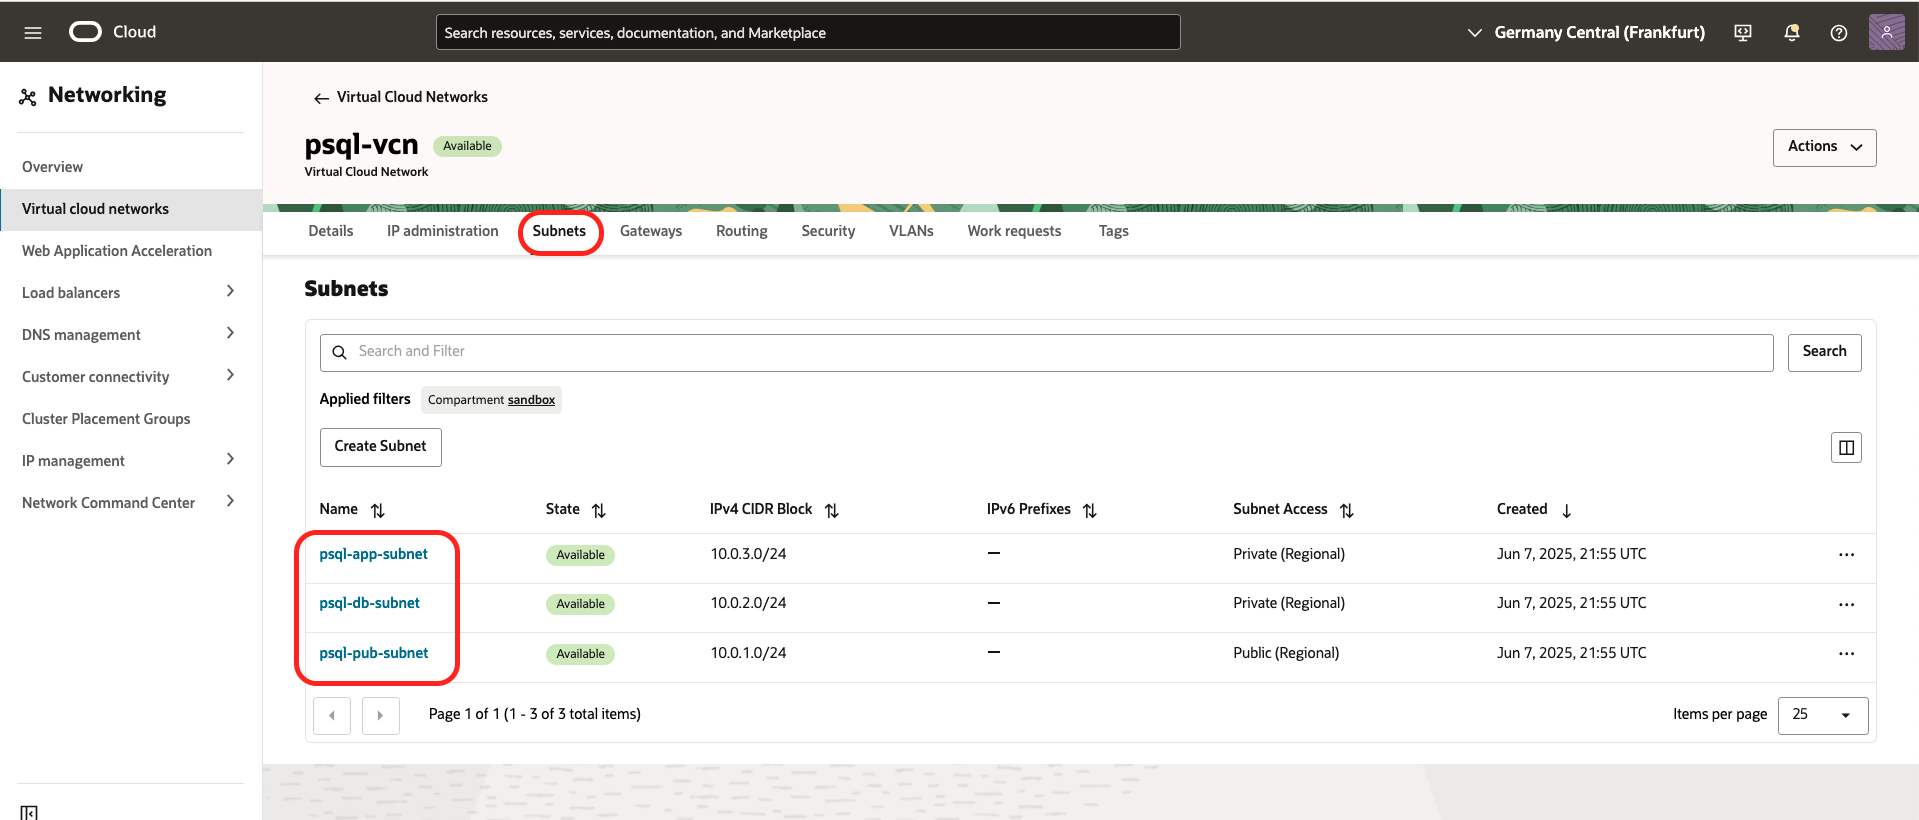 Cloud
Search resources, services, documentation, and Marketplace
Germany Central (Frankfurt)
Networking
Overview
Virtual cloud networks
Web Application Acceleration
Load balancers
DNS management
Customer connectivity
Cluster Placement Groups
IP management
Network Command Center
Virtual Cloud Networks
psql-vcn Available
Virtual Cloud Network
Actions
Details IP administration Subnets Gateways Routing Security VLANs Work requests Tags
Subnets
Search and Filter
Search
Applied filters Compartment sandbox
Create Subnet
Name State IPv4 CIDR Block IPv6 Prefixes Subnet Access Created
psql-app-subnet Available 10.0.3.0/24 — Private (Regional) Jun 7, 2025, 21:55 UTC
psql-db-subnet Available 10.0.2.0/24 — Private (Regional) Jun 7, 2025, 21:55 UTC
psql-pub-subnet Available 10.0.1.0/24 — Public (Regional) Jun 7, 2025, 21:55 UTC
Page 1 of 1 (1 - 3 of 3 total items)
Items per page 25